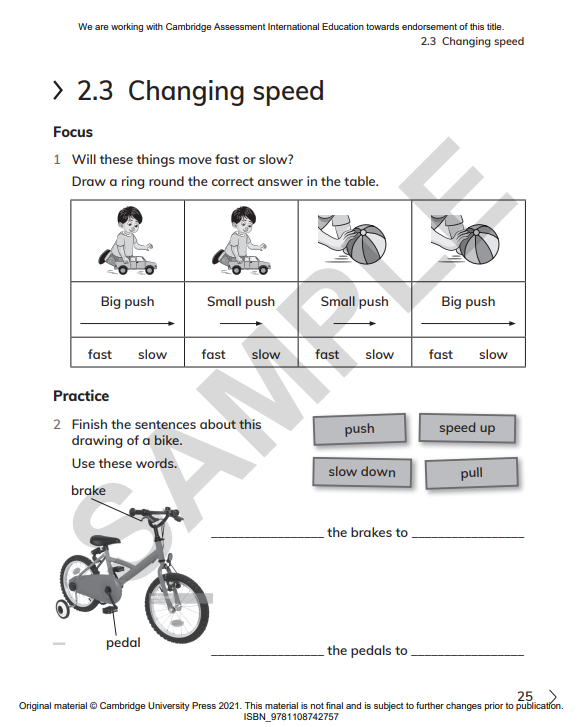 We are working with Cambridge Assessment International Education towards endorsement of this title.
2.3 Changing speed
2.3 Changing speed
Focus
1 Will these things move fast or slow?
Draw a ring round the correct answer in the table.
Big push Small push Small push Big push
fast slow fast slow fast slow fast slow
Practice
2 Finish the sentences about this
drawing of a bike.
Use these words.
push speed up
slow down pull
brake
________________ the brakes to ________________
pedal
________________ the pedals to ________________
SAMPLE
25
Original material © Cambridge University Press 2021. This material is not final and is subject to further changes prior to publication.
ISBN_9781108742757